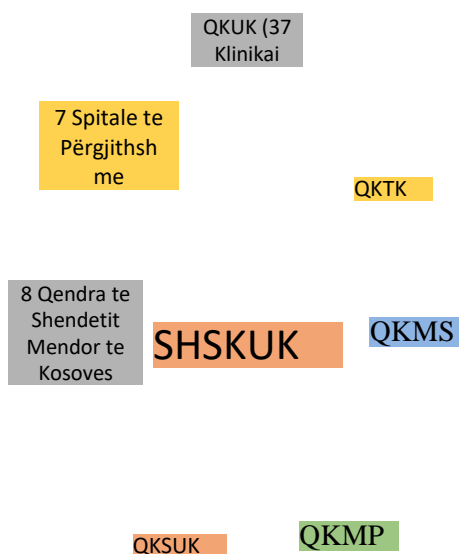 QKUK (37
Klinikai
7 Spitale te
Përgjithsh
me
QKTK
8 Qendra te
Shendetit
Mendor te
Kosoves
SHSKUK
QKMS
QKSUK
QKMP